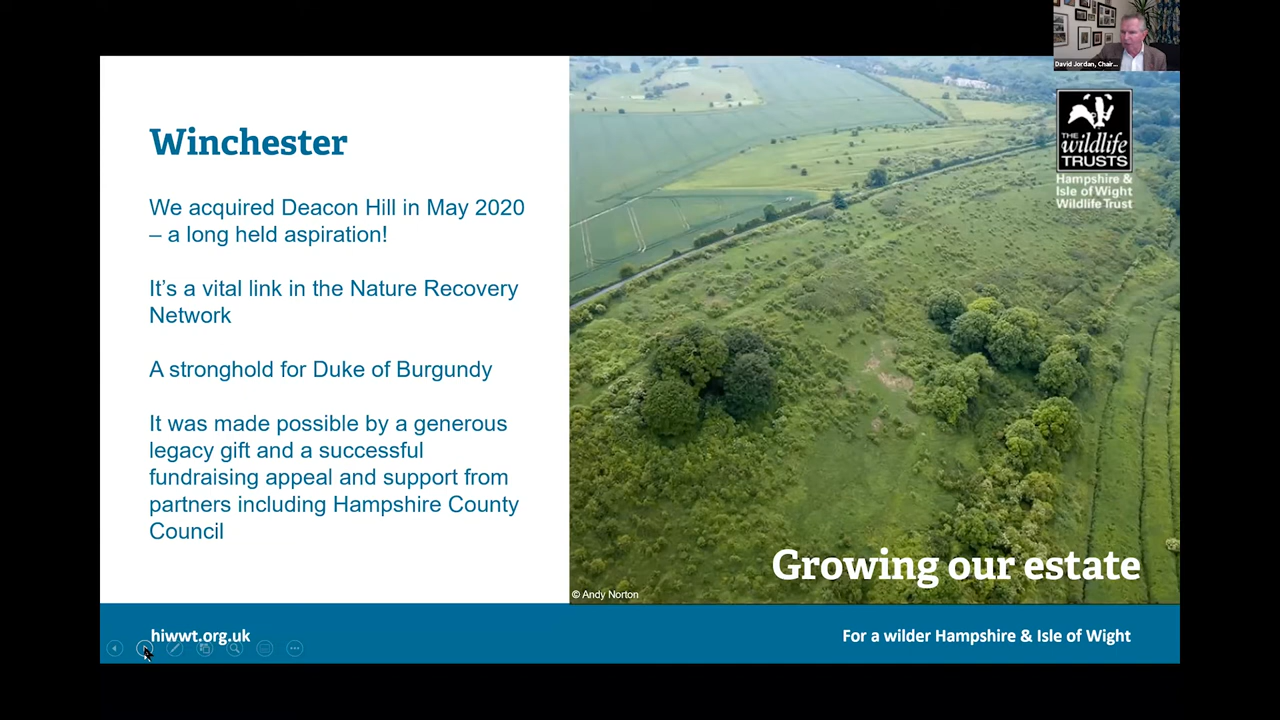 David Jordan, Chair...
THE
wildlife
TRUSTS
Hampshire &
Isle of Wight
Wildlife Trust
Winchester
We acquired Deacon Hill in May 2020
– a long held aspiration!
It’s a vital link in the Nature Recovery
Network
A stronghold for Duke of Burgundy
It was made possible by a generous
legacy gift and a successful
fundraising appeal and support from
partners including Hampshire County
Council
Growing our estate
© Andy Norton
hiwwt.org.uk
For a wilder Hampshire & Isle of Wight